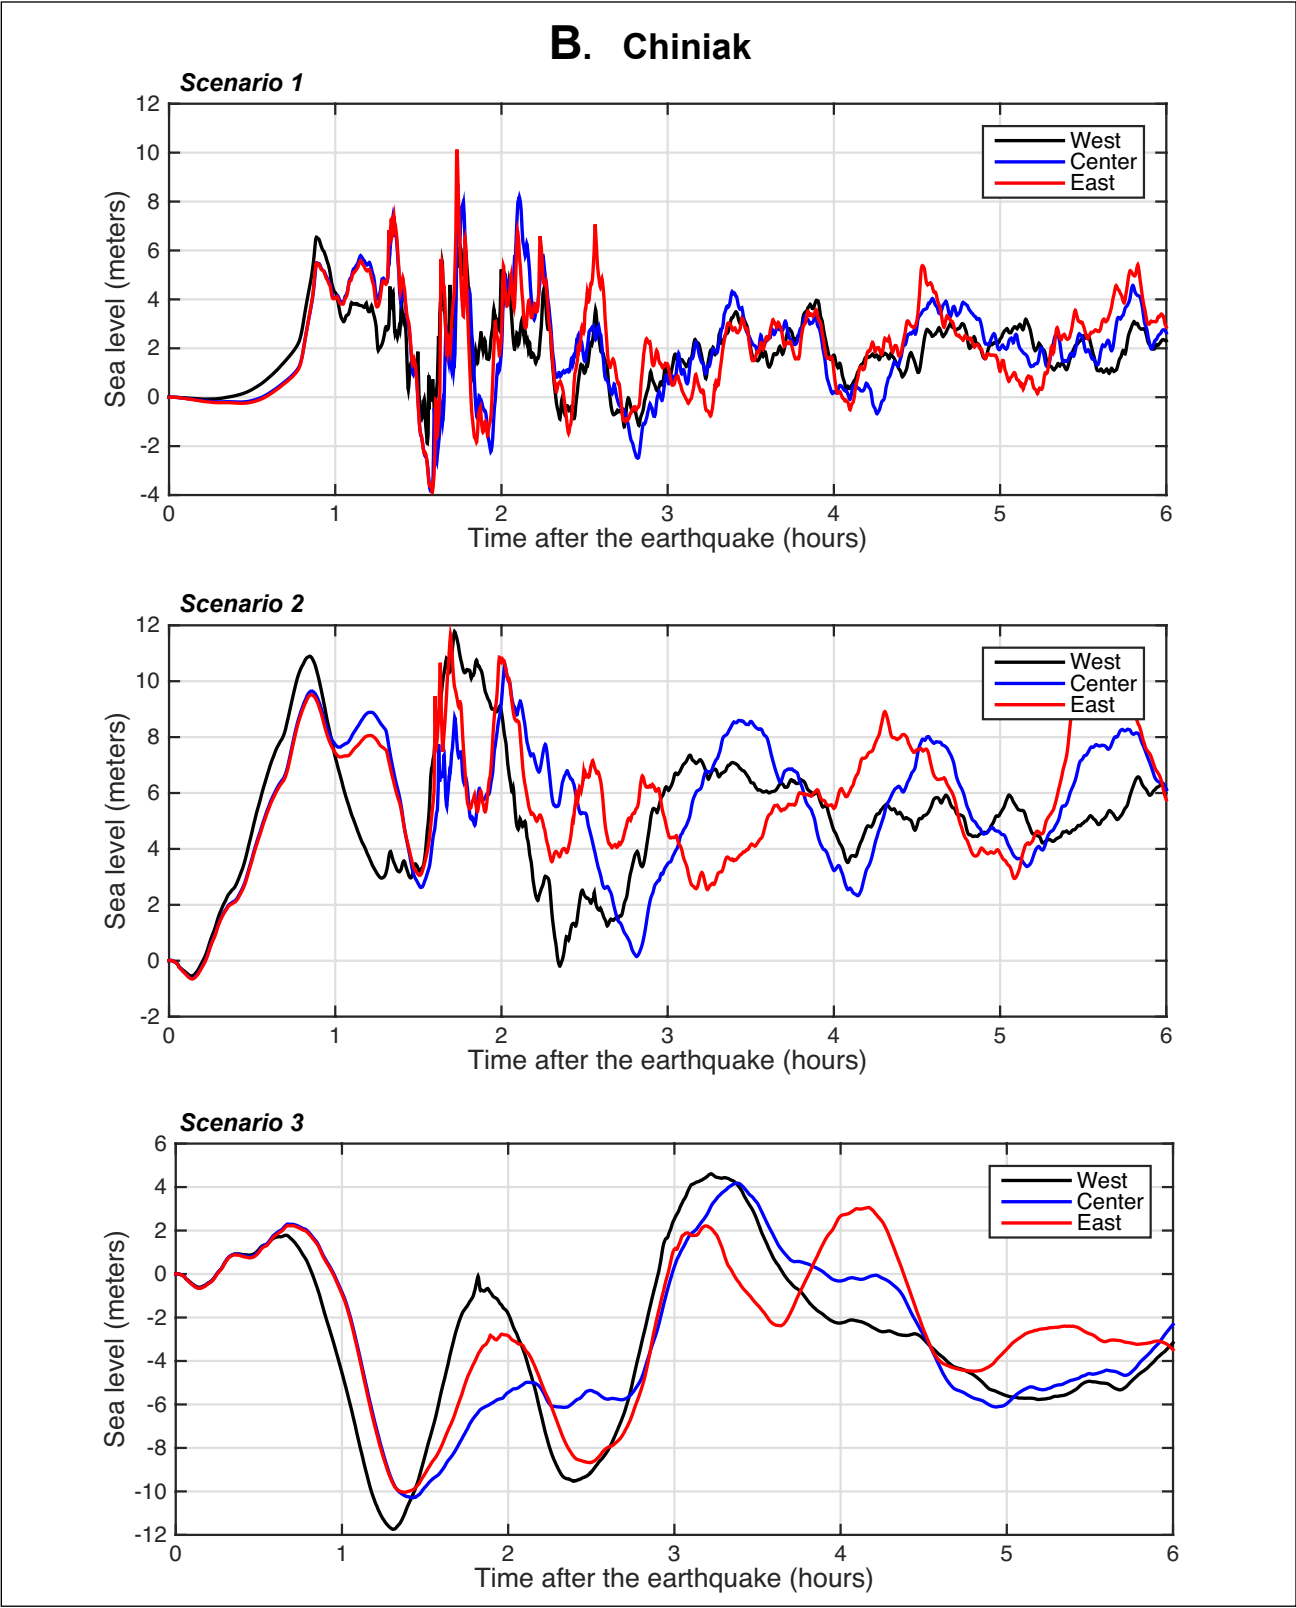 B. Chiniak
Scenario 1
12
10
8
6
4
2
0
-2
-4
Sea level (meters)
West
Center
East
0 1 2 3 4 5 6
Time after the earthquake (hours)
Scenario 2
12
10
8
6
4
2
0
-2
Sea level (meters)
West
Center
East
0 1 2 3 4 5 6
Time after the earthquake (hours)
Scenario 3
6
4
2
0
-2
-4
-6
-8
-10
-12
Sea level (meters)
West
Center
East
0 1 2 3 4 5 6
Time after the earthquake (hours)